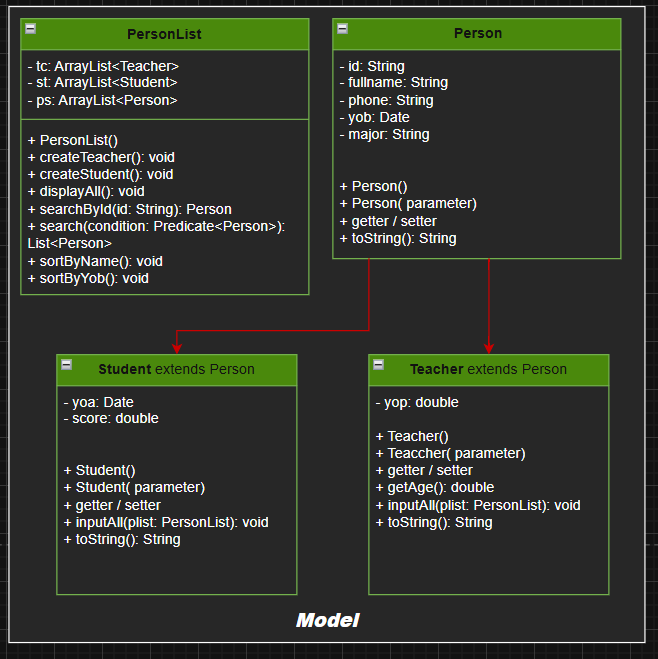 PersonList
- tc: ArrayList<Teacher>
- st: ArrayList<Student>
- ps: ArrayList<Person>
+ PersonList()
+ createTeacher(): void
+ createStudent(): void
+ displayAll(): void
+ searchById(id: String): Person
+ search(condition: Predicate<Person>):
List<Person>
+ sortByName(): void
+ sortByYob(): void
Person
- id: String
- fullname: String
- phone: String
- yob: Date
- major: String
+ Person()
+ Person( parameter)
+ getter / setter
+ toString(): String
Student extends Person
- yoa: Date
- score: double
+ Student()
+ Student( parameter)
+ getter / setter
+ inputAll(plist: PersonList): void
+ toString(): String
Teacher extends Person
- yop: double
+ Teacher()
+ Teaccher( parameter)
+ getter / setter
+ getAge(): double
+ inputAll(plist: PersonList): void
+ toString(): String
Model